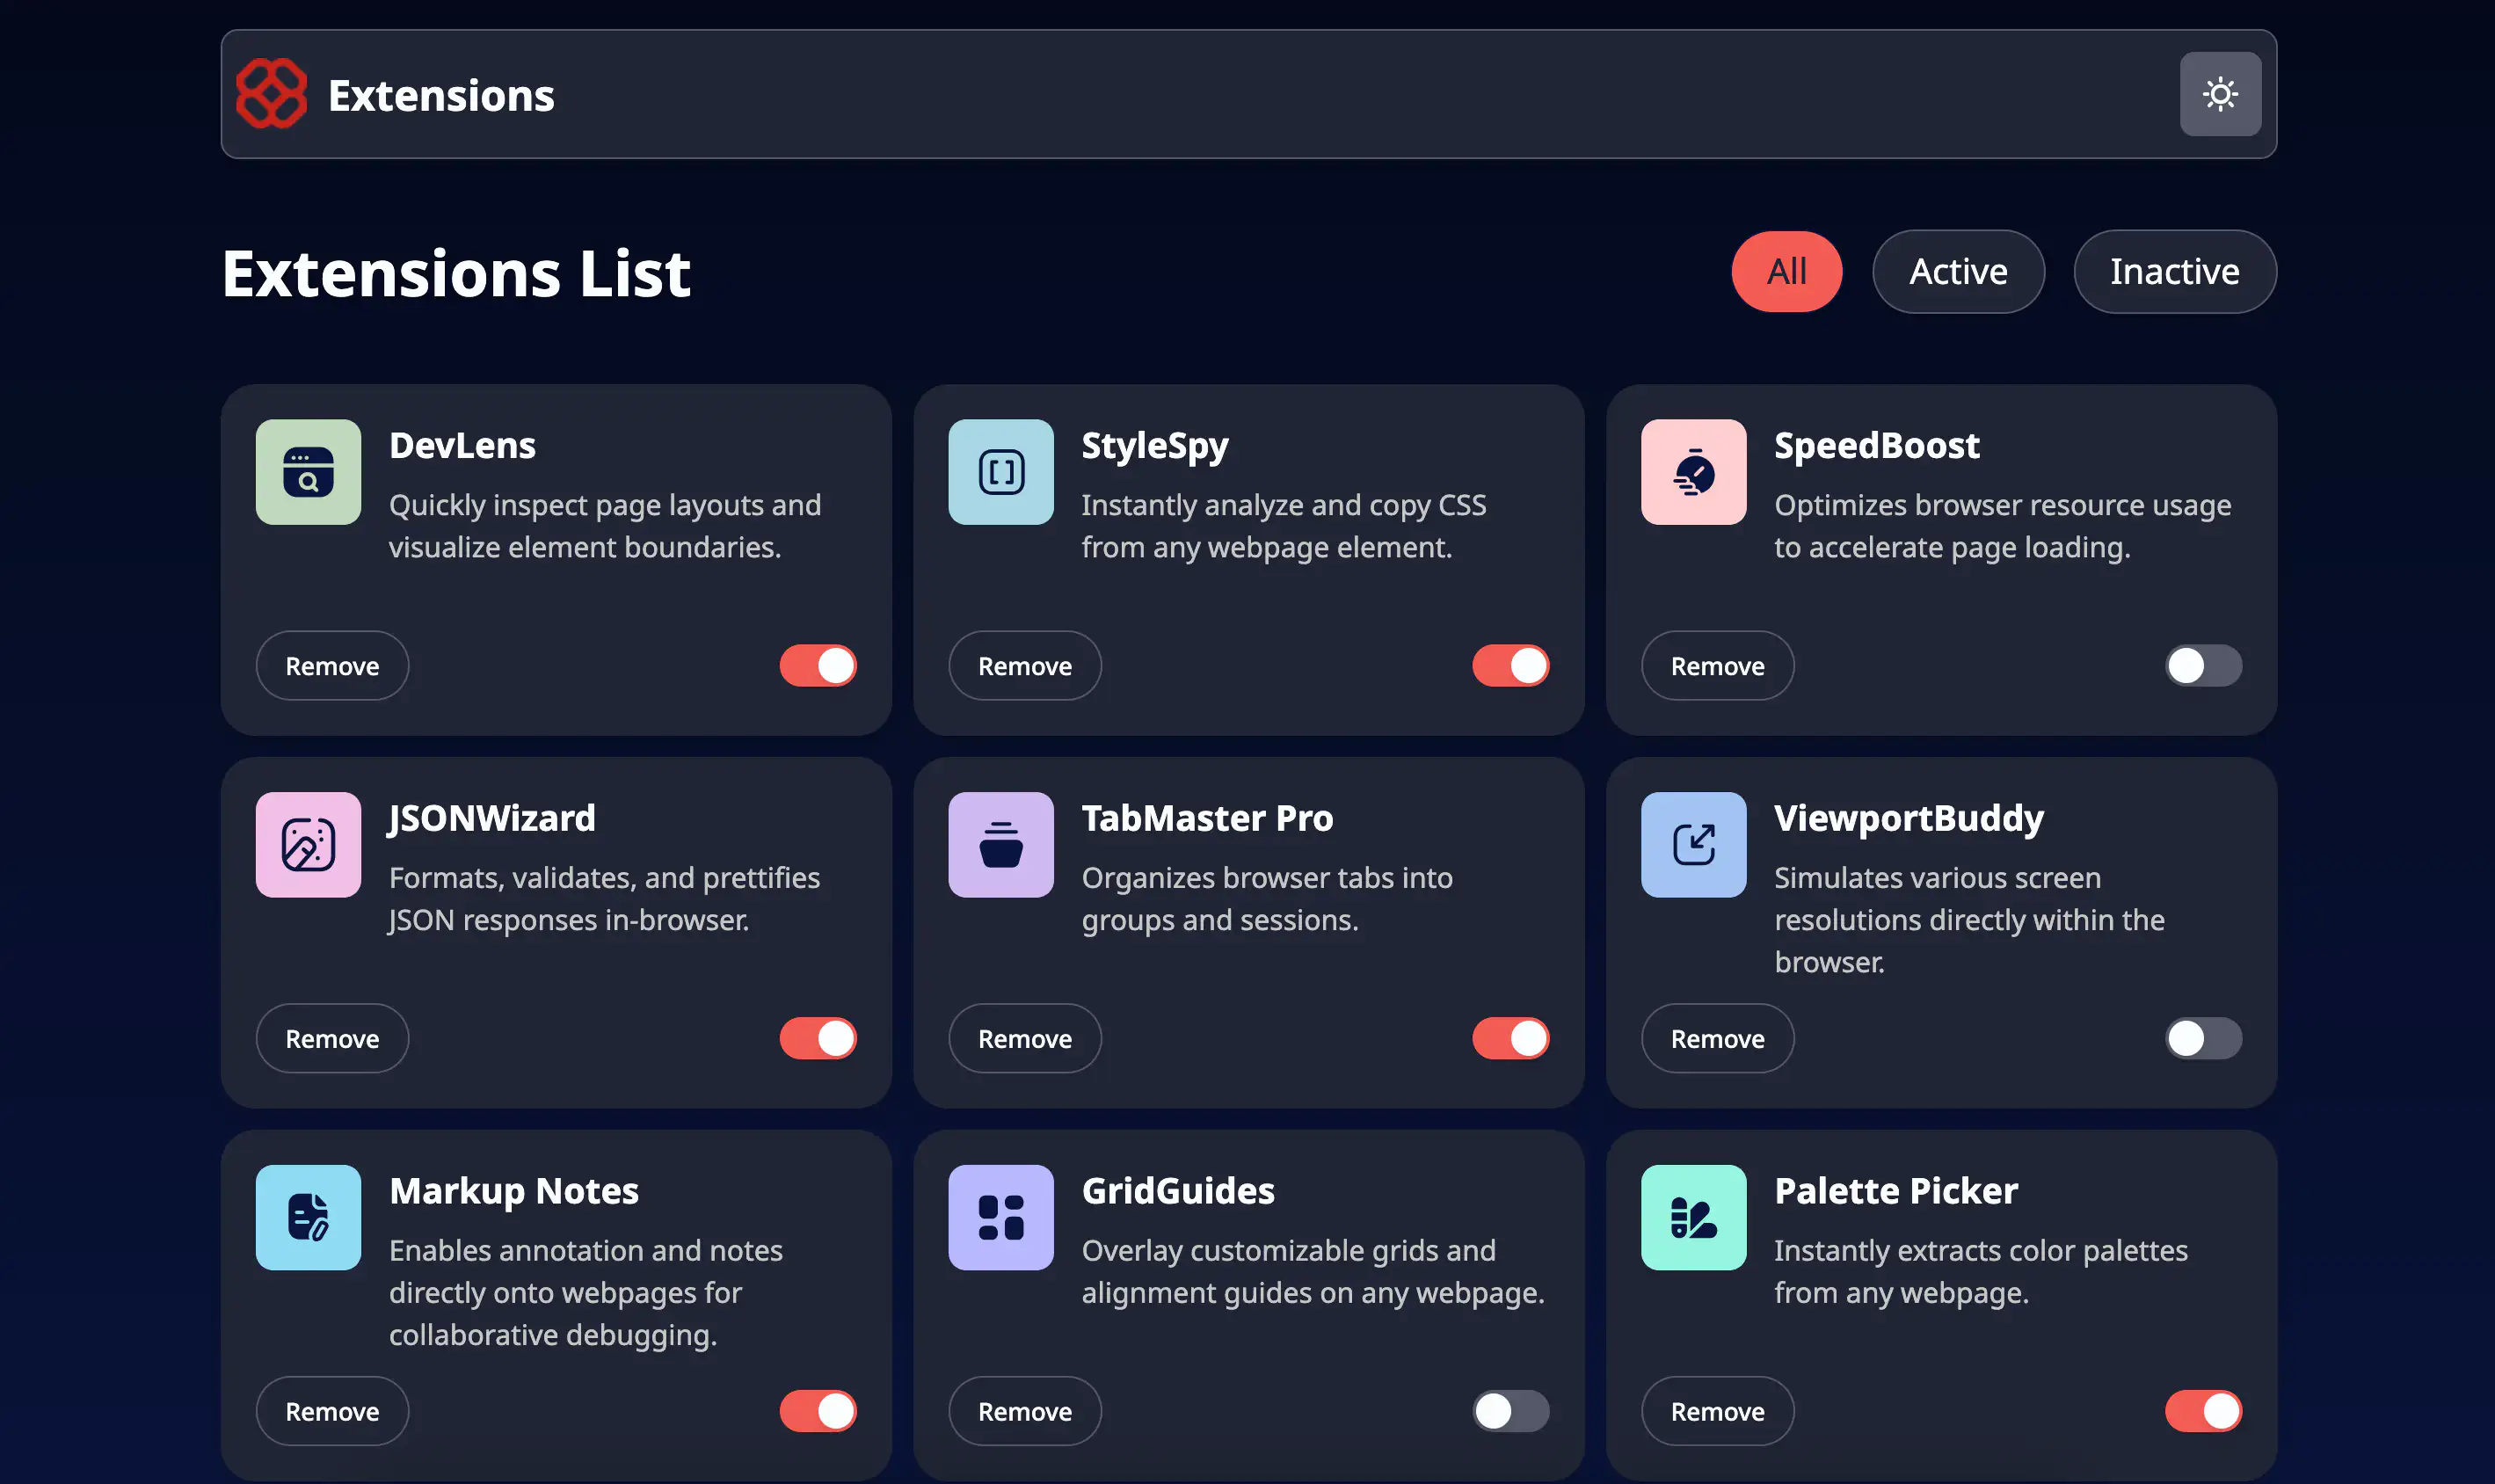 Extensions
Extensions List
All
Active
Inactive
DevLens
Quickly inspect page layouts and
visualize element boundaries.
Remove
StyleSpy
Instantly analyze and copy CSS
from any webpage element.
Remove
SpeedBoost
Optimizes browser resource usage
to accelerate page loading.
Remove
JSONWizard
Formats, validates, and prettifies
JSON responses in-browser.
Remove
TabMaster Pro
Organizes browser tabs into
groups and sessions.
Remove
ViewportBuddy
Simulates various screen
resolutions directly within the
browser.
Remove
Markup Notes
Enables annotation and notes
directly onto webpages for
collaborative debugging.
Remove
GridGuides
Overlay customizable grids and
alignment guides on any webpage.
Remove
Palette Picker
Instantly extracts color palettes
from any webpage.
Remove